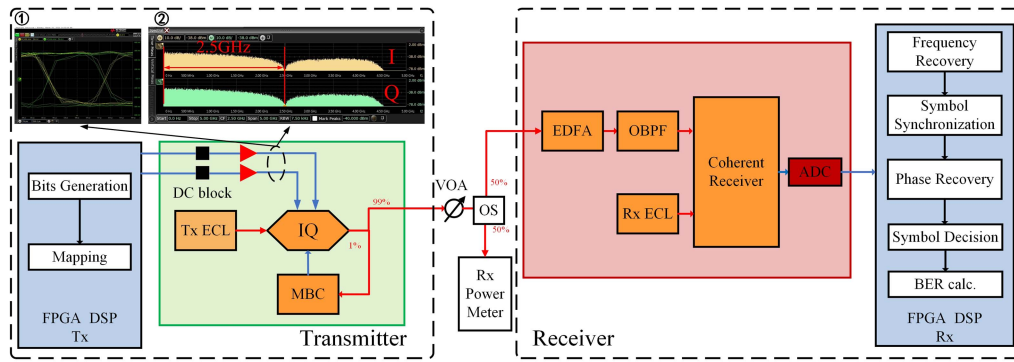 ①
②
2.5GHz
I
Q
Bits Generation
Mapping
FPGA DSP
Tx
DC block
Tx ECL
IQ
MBC
99%
1%
Transmitter
VOA
OS
50%
50%
Rx
Power
Meter
EDFA
OBPF
Rx ECL
Coherent
Receiver
ADC
Receiver
Frequency
Recovery
Symbol
Synchronization
Phase Recovery
Symbol Decision
BER calc.
FPGA DSP
Rx